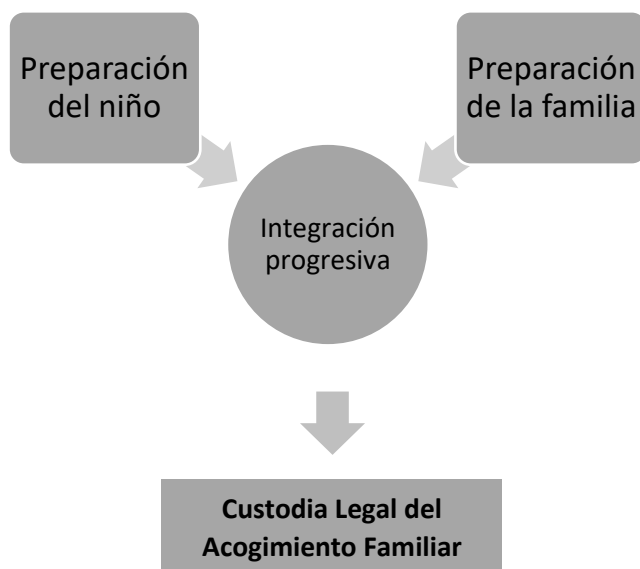 Preparación
del niño
Preparación
de la familia
Integración
progresiva
Custodia Legal del
Acogimiento Familiar